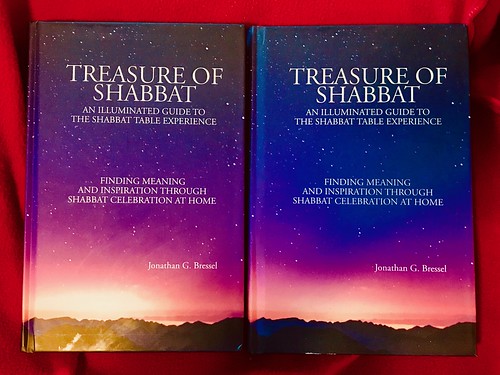 TREASURE OF
SHABBAT
AN ILLUMINATED GUIDE TO
THE SHABBAT TABLE EXPERIENCE
FINDING MEANING
AND INSPIRATION THROUGH
SHABBAT CELEBRATION AT HOME
Jonathan G. Bressel
TREASURE OF
SHABBAT
AN ILLUMINATED GUIDE TO
THE SHABBAT TABLE EXPERIENCE
FINDING MEANING
AND INSPIRATION THROUGH
SHABBAT CELEBRATION AT HOME
Jonathan G. Bressel